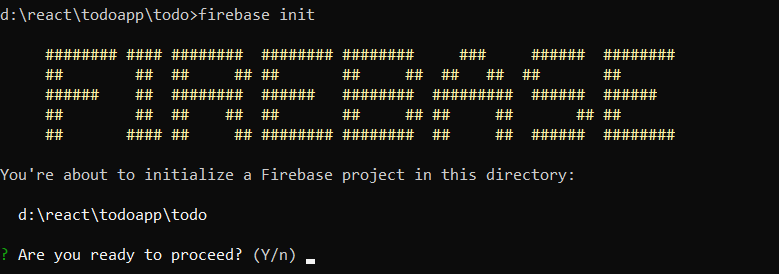 d:\react\todoapp\todo>firebase init
######## #### ######## ######## ########     ###     ######  ########
##        ##  ##     ## ##       ##     ##  ##   ##  ##       ##
######    ##  ########  ######   ########  #########  ######  ######
##        ##  ##    ##  ##       ##     ## ##     ##       ## ##
##       #### ##     ## ######## ########  ##     ##  ######  ########
You're about to initialize a Firebase project in this directory:
d:\react\todoapp\todo
? Are you ready to proceed? (Y/n)